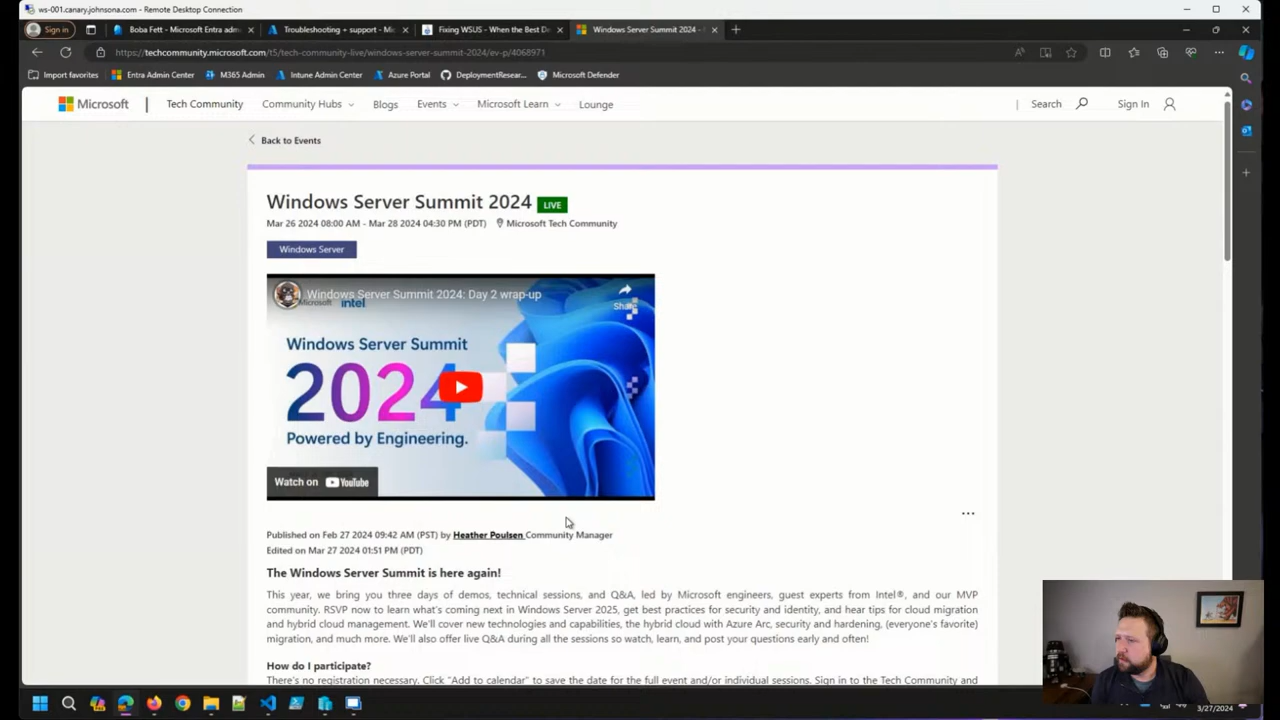 ws-001.canary.johnsona.com - Remote Desktop Connection
Sign in
Boba Fett - Microsoft Entra adm
Troubleshooting + support - Mi
Fixing WSUS - When the Best D
Windows Server Summit 2024 -
https://techcommunity.microsoft.com/t5/tech-community-live/windows-server-summit-2024/ev-p/4068971
Import favorites
Entra Admin Center
M365 Admin
Intune Admin Center
Azure Portal
DeploymentResear...
Microsoft Defender
Microsoft
Tech Community
Community Hubs
Blogs
Events
Microsoft Learn
Lounge
Search
Sign In
Back to Events
Windows Server Summit 2024 LIVE
Mar 26 2024 08:00 AM - Mar 28 2024 04:30 PM (PDT) Microsoft Tech Community
Windows Server
Windows Server Summit 2024: Day 2 wrap-up
Share
Microsoft intel
Windows Server Summit
2024
Powered by Engineering.
Watch on YouTube
...
Published on Feb 27 2024 09:42 AM (PST) by Heather Poulsen Community Manager
Edited on Mar 27 2024 01:51 PM (PDT)
The Windows Server Summit is here again!
This year, we bring you three days of demos, technical sessions, and Q&A, led by Microsoft engineers, guest experts from Intel®, and our MVP
community. RSVP now to learn what's coming next in Windows Server 2025, get best practices for security and identity, and hear tips for cloud migration
and hybrid cloud management. We'll cover new technologies and capabilities, the hybrid cloud with Azure Arc, security and hardening, (everyone's favorite)
migration, and much more. We'll also offer live Q&A during all the sessions so watch, learn, and post your questions early and often!
How do I participate?
There's no registration necessary. Click "Add to calendar" to save the date for the full event and/or individual sessions. Sign in to the Tech Community and
3/27/2024